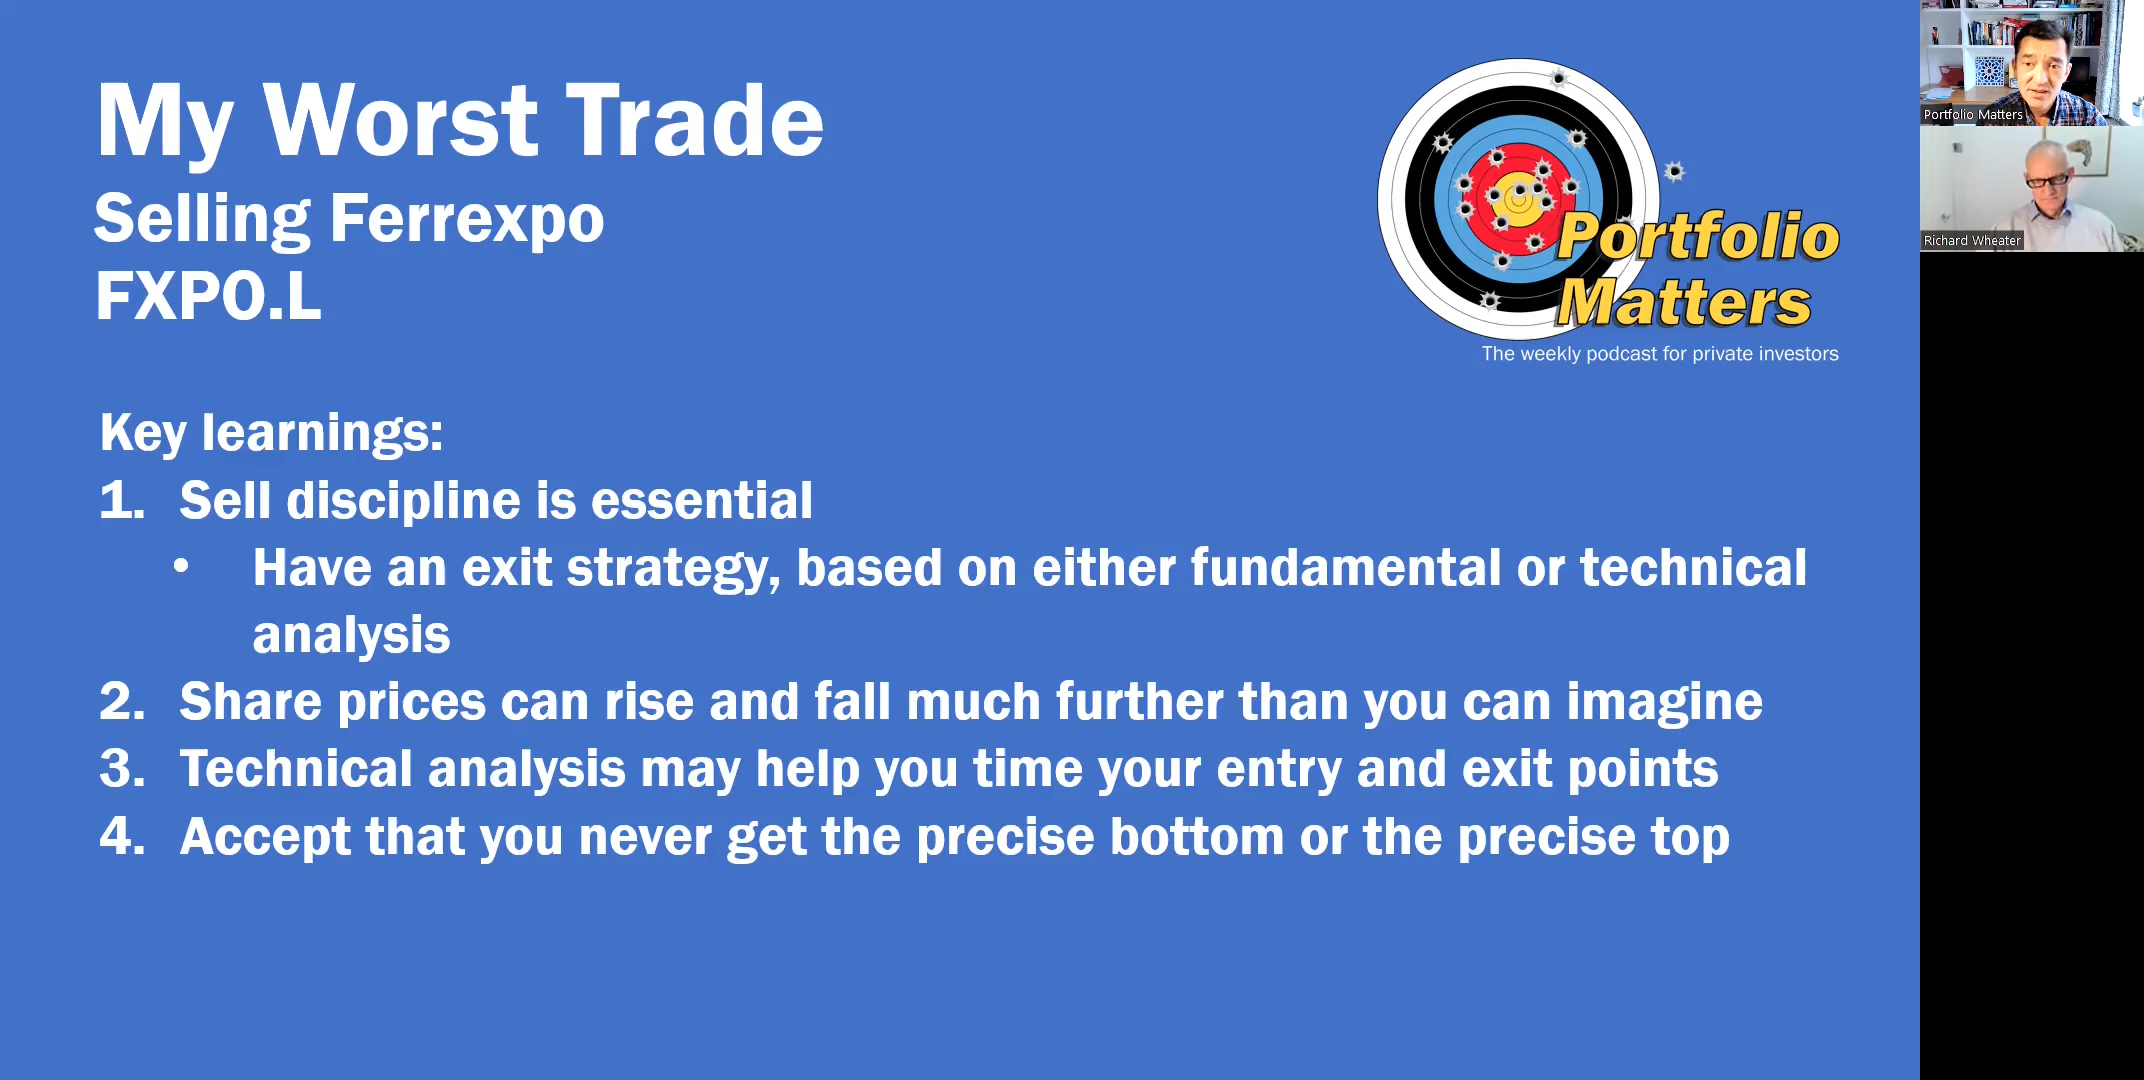 My Worst Trade
Selling Ferrexpo
FXPO.L
Portfolio
Matters
The weekly podcast for private investors
Key learnings:
1. Sell discipline is essential
• Have an exit strategy, based on either fundamental or technical
analysis
2. Share prices can rise and fall much further than you can imagine
3. Technical analysis may help you time your entry and exit points
4. Accept that you never get the precise bottom or the precise top
Portfolio Matters
Richard Wheater